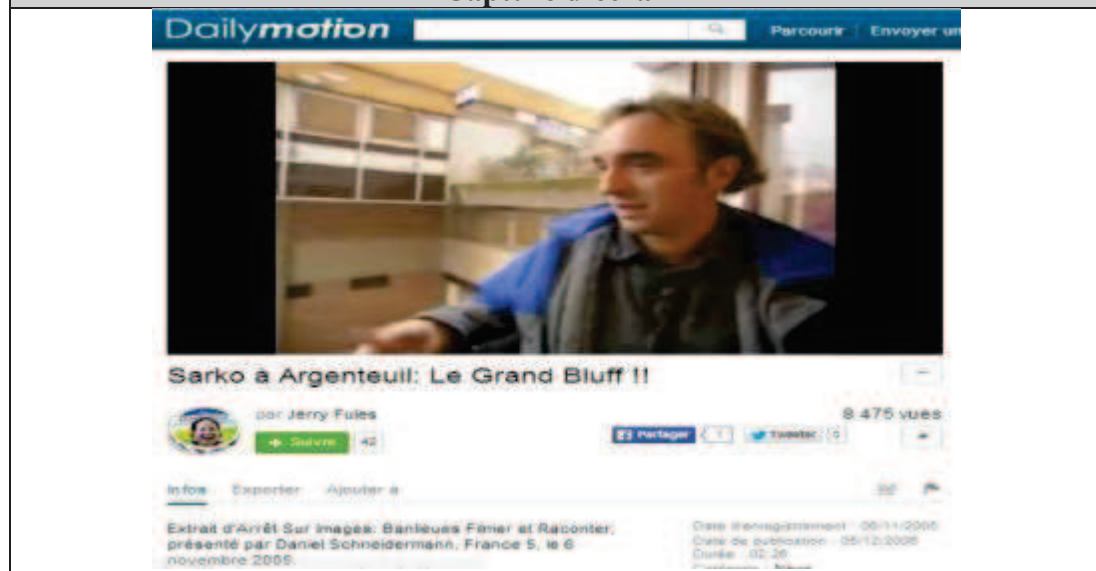 Dailymotion
Parcourir Envoyer un
Sarko à Argenteuil: Le Grand Bluff !!
par Jerry Fules
8 475 vues
+ Suivre 42
Partager 1 Tweeter 0
Infos Exporter Ajouter à
Extrait d'Arrêt Sur Images: Banlieues Filmer et Raconter,
présenté par Daniel Schneidermann, France 5, le 6
novembre 2005.
Date d'enregistrement : 06/11/2005
Date de publication : 05/12/2005
Durée : 02:26